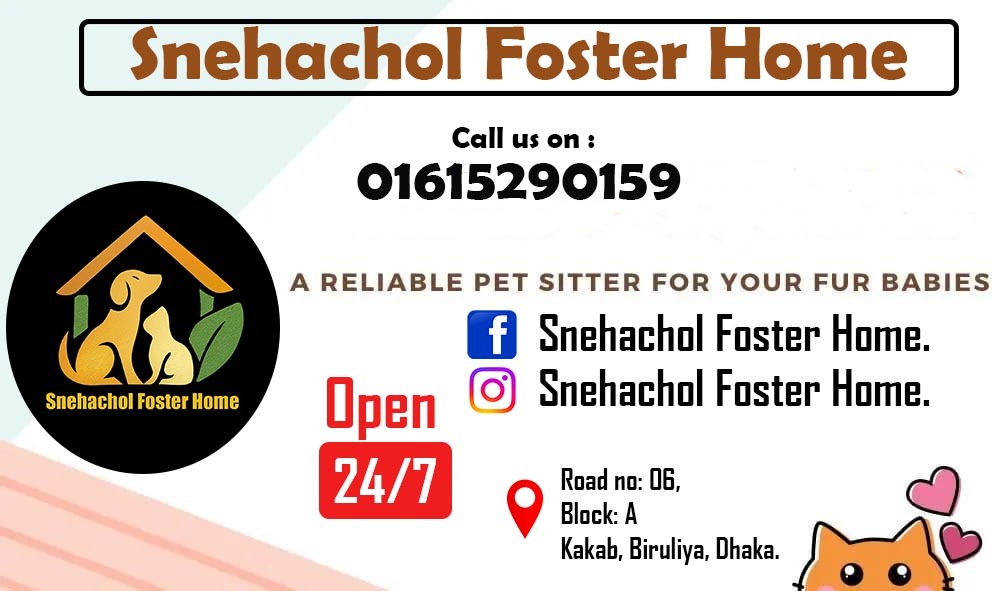 Snehachol Foster Home
Call us on :
01615290159
A RELIABLE PET SITTER FOR YOUR FUR BABIES
Snehachol Foster Home.
Snehachol Foster Home.
Snehachol Foster Home
Open
24/7
Road no: 06,
Block: A
Kakab, Biruliya, Dhaka.